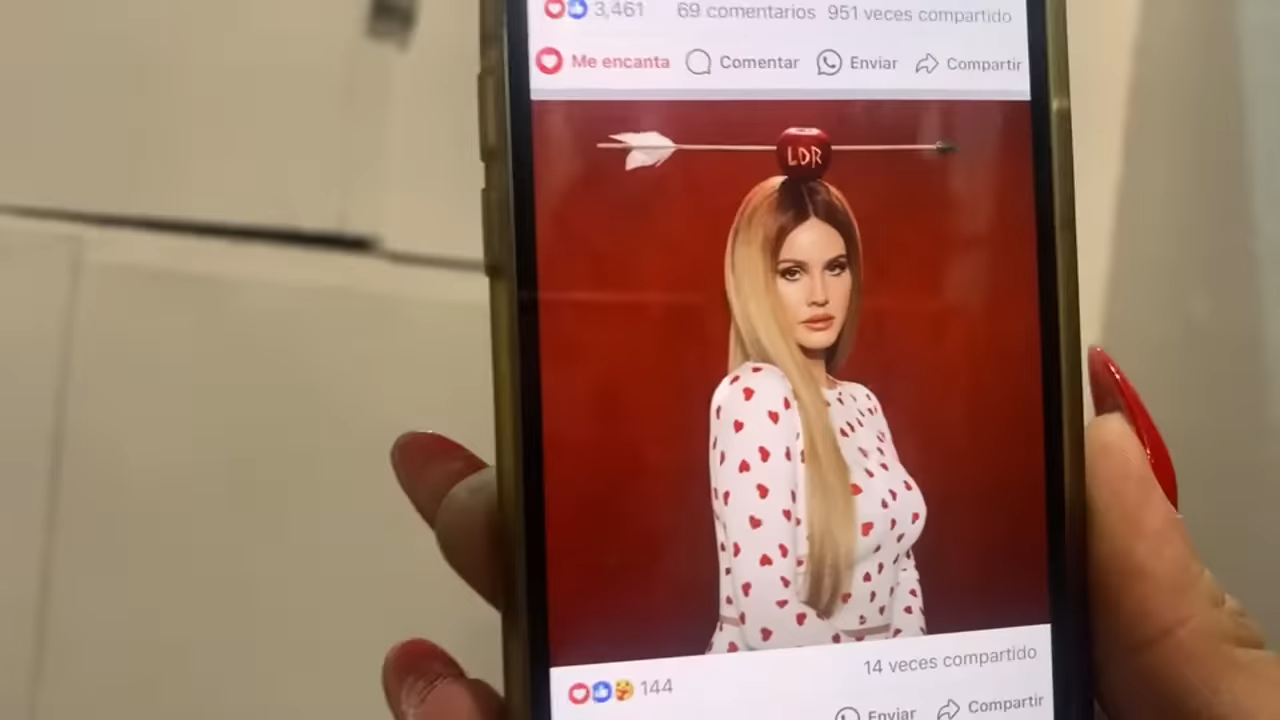 3,461 69 comentarios 951 veces compartido
Me encanta Comentar Enviar Compartir
LDR
144 14 veces compartido
Enviar Compartir